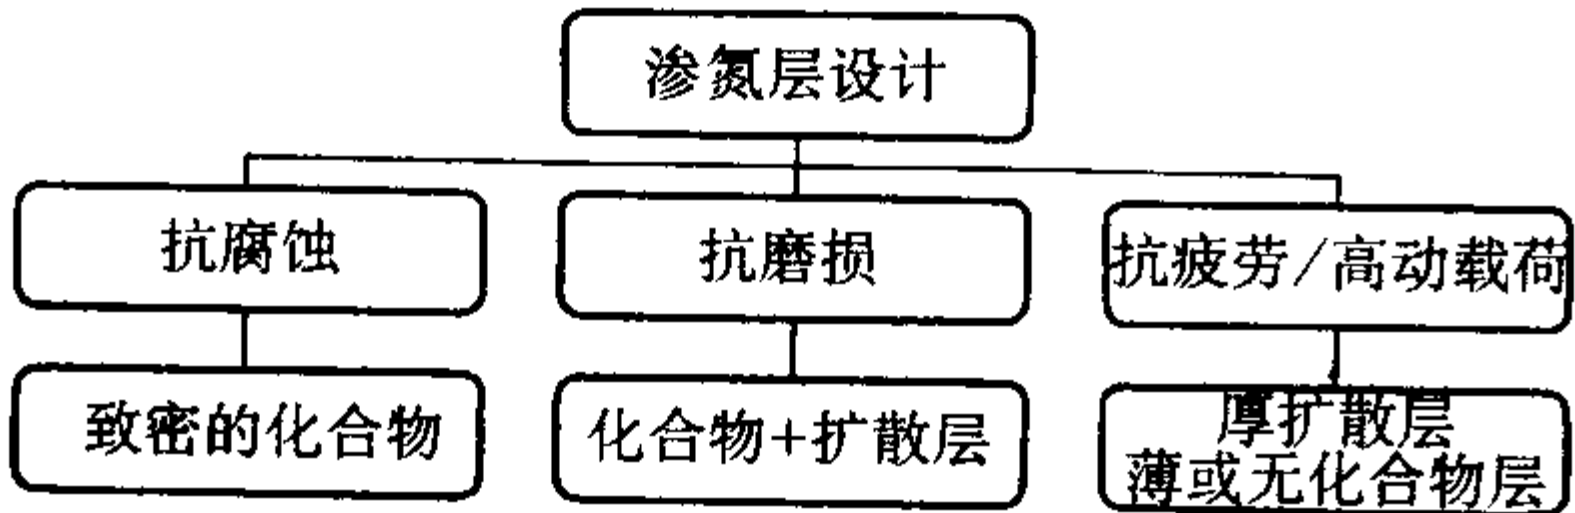 渗氮层设计
抗腐蚀
抗磨损
抗疲劳/高动载荷
致密的化合物
化合物+扩散层
厚扩散层
薄或无化合物层